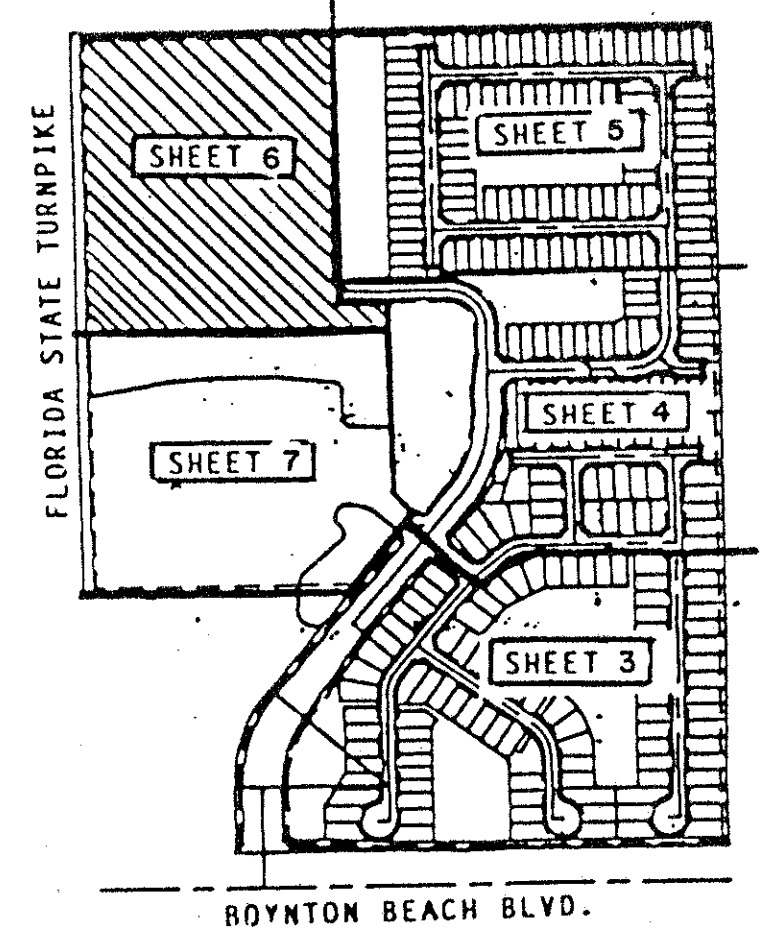 FLORIDA STATE TURNPIKE
SHEET 6
SHEET 5
SHEET 4
SHEET 7
SHEET 3
BOYNTON BEACH BLVD.